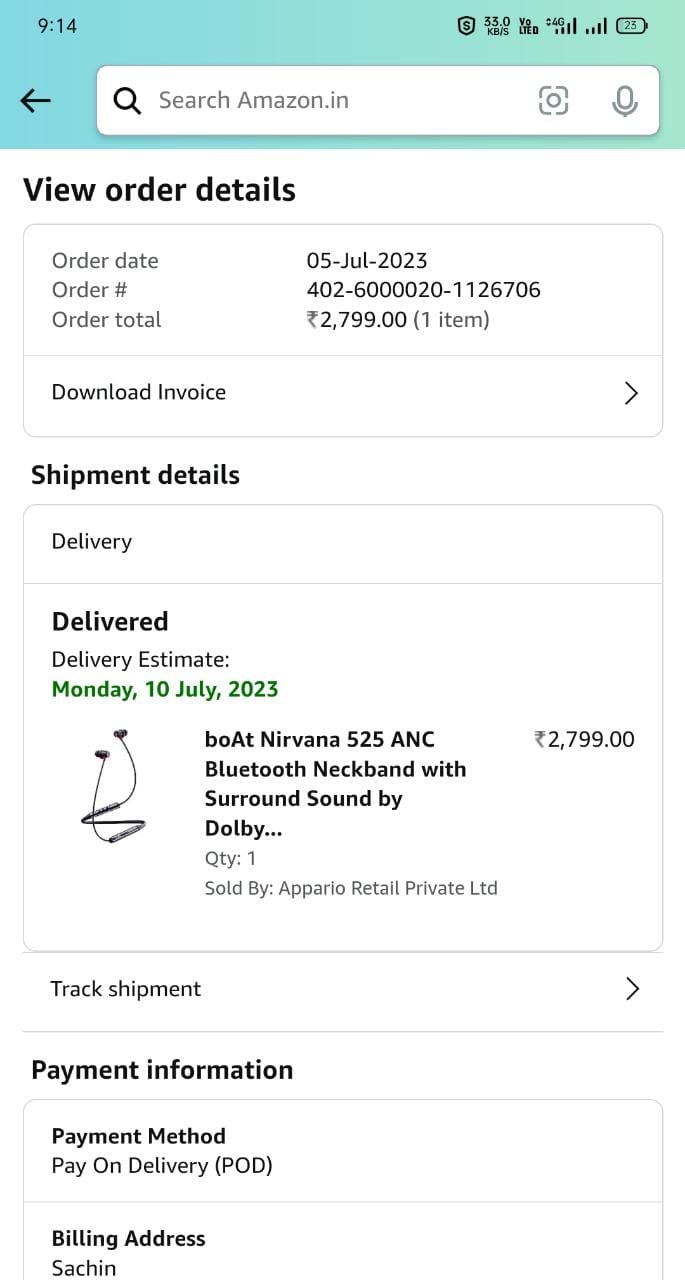 9:14
33.0
KB/S
Vo
LTED
4G
23
Search Amazon.in
View order details
Order date 05-Jul-2023
Order # 402-6000020-1126706
Order total ₹2,799.00 (1 item)
Download Invoice
Shipment details
Delivery
Delivered
Delivery Estimate:
Monday, 10 July, 2023
boAt Nirvana 525 ANC ₹2,799.00
Bluetooth Neckband with
Surround Sound by
Dolby...
Qty: 1
Sold By: Appario Retail Private Ltd
Track shipment
Payment information
Payment Method
Pay On Delivery (POD)
Billing Address
Sachin